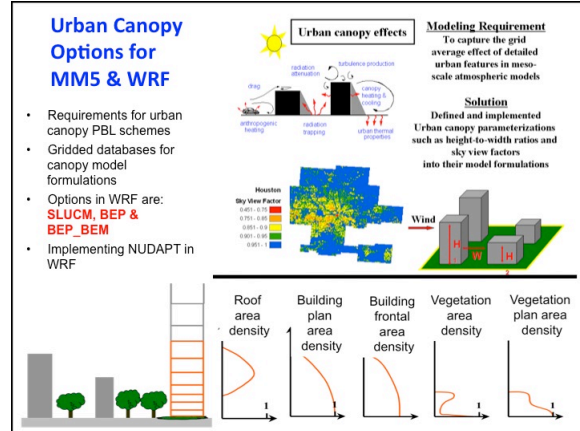 Urban Canopy
Options for
MM5 & WRF
• Requirements for urban
canopy PBL schemes
• Gridded databases for
canopy model
formulations
• Options in WRF are:
SLUCM, BEP &
BEP_BEM
• Implementing NUDAPT in
WRF
Urban canopy effects
turbulence production
radiation
attenuation
drag
canopy
heating &
cooling
anthropogenic
heating
radiation
trapping
urban thermal
properties
Modeling Requirement
To capture the grid
average effect of detailed
urban features in meso-
scale atmospheric models
Solution
Defined and implemented
Urban canopy parameterizations
such as height-to-width ratios and
sky view factors
into their model formulations
Houston
Sky View Factor
0.451 - 0.75
0.751 - 0.85
0.851 - 0.9
0.901 - 0.95
0.951 - 1
Wind
H
W
H
Roof
area
density
Building
plan
area
density
Building
frontal
area
density
Vegetation
area
density
Vegetation
plan area
density
1
1
1
1
1